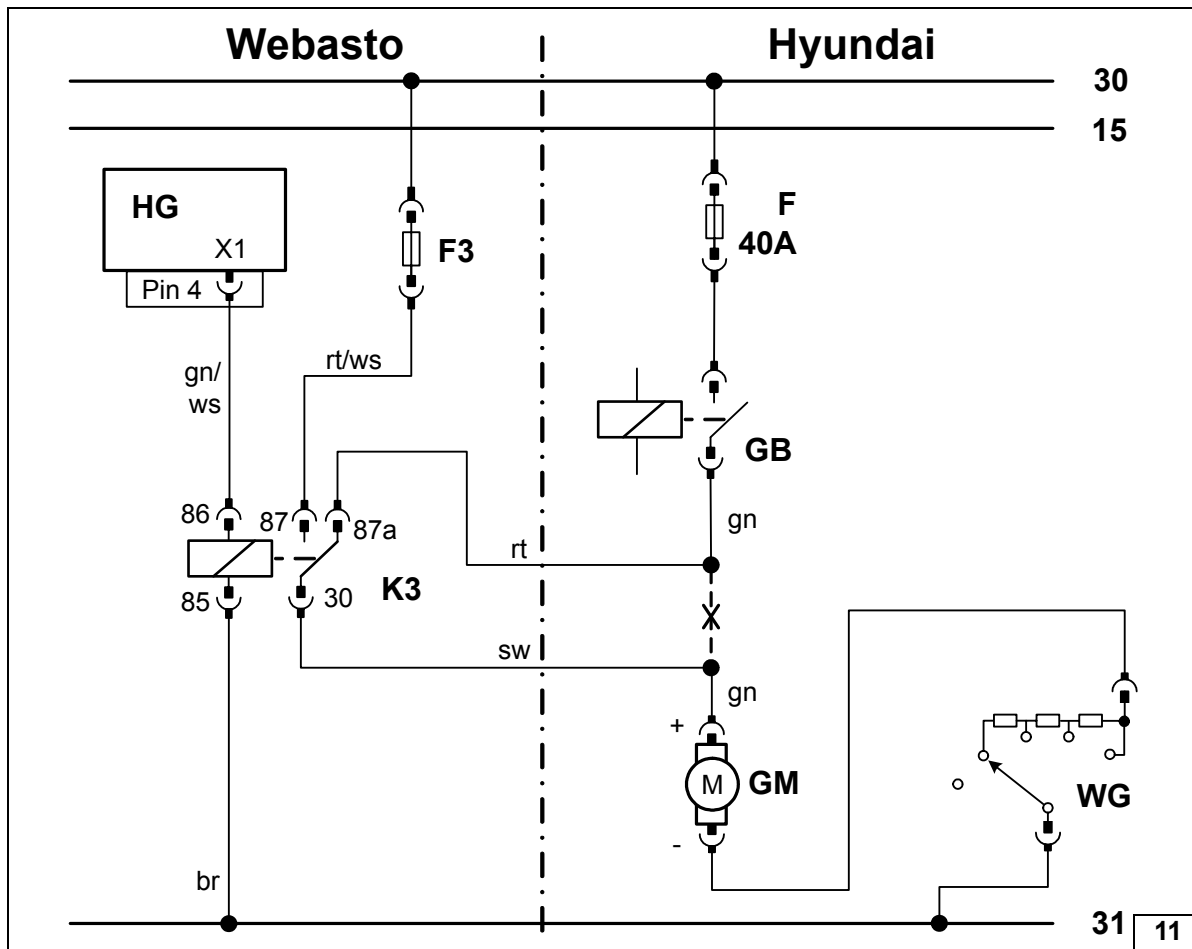 Webasto
Hyundai
30
15
HG
X1
Pin 4
F3
F
40A
gn/
ws
rt/ws
GB
86
87
87a
gn
rt
85
30
K3
sw
gn
+
M
GM
WG
-
br
31
11